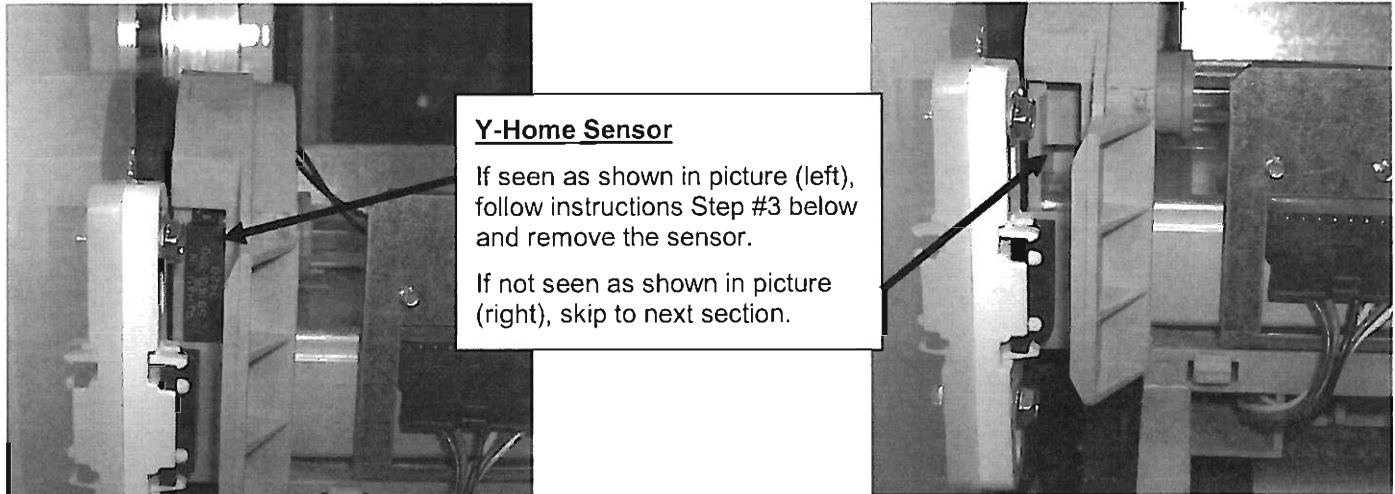 Y-Home Sensor
If seen as shown in picture (left),
follow instructions Step #3 below
and remove the sensor.
If not seen as shown in picture
(right), skip to next section.